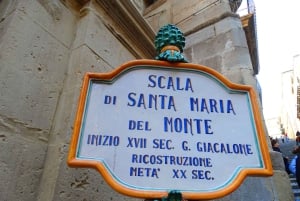 SCALA
DI SANTA MARIA
DEL MONTE
INIZIO XVII SEC. G. GIACALONE
RICOSTRUZIONE
META' XX SEC.